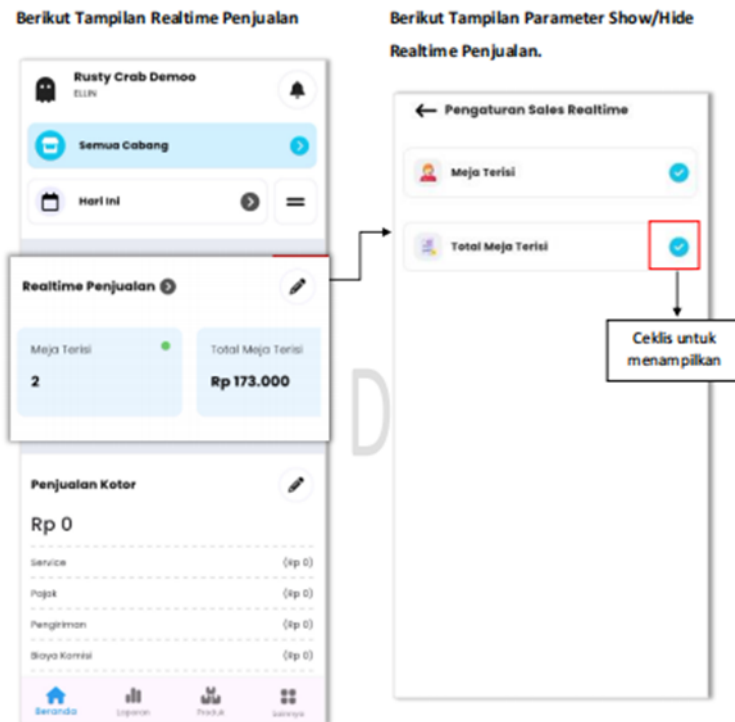 Berikut Tampilan Realtime Penjualan
Rusty Crab Demoo
ELLIN
Semua Cabang
Hari Ini
Realtime Penjualan
Meja Terisi
2
Total Meja Terisi
Rp 173.000
Penjualan Kotor
Rp 0
Service (Rp 0)
Pajak (Rp 0)
Pengiriman (Rp 0)
Biaya Komisi (Rp 0)
Beranda Laporan Produk Lainnya
Berikut Tampilan Parameter Show/Hide
Realtime Penjualan.
Pengaturan Sales Realtime
Meja Terisi
Total Meja Terisi
Ceklis untuk
menampilkan
D